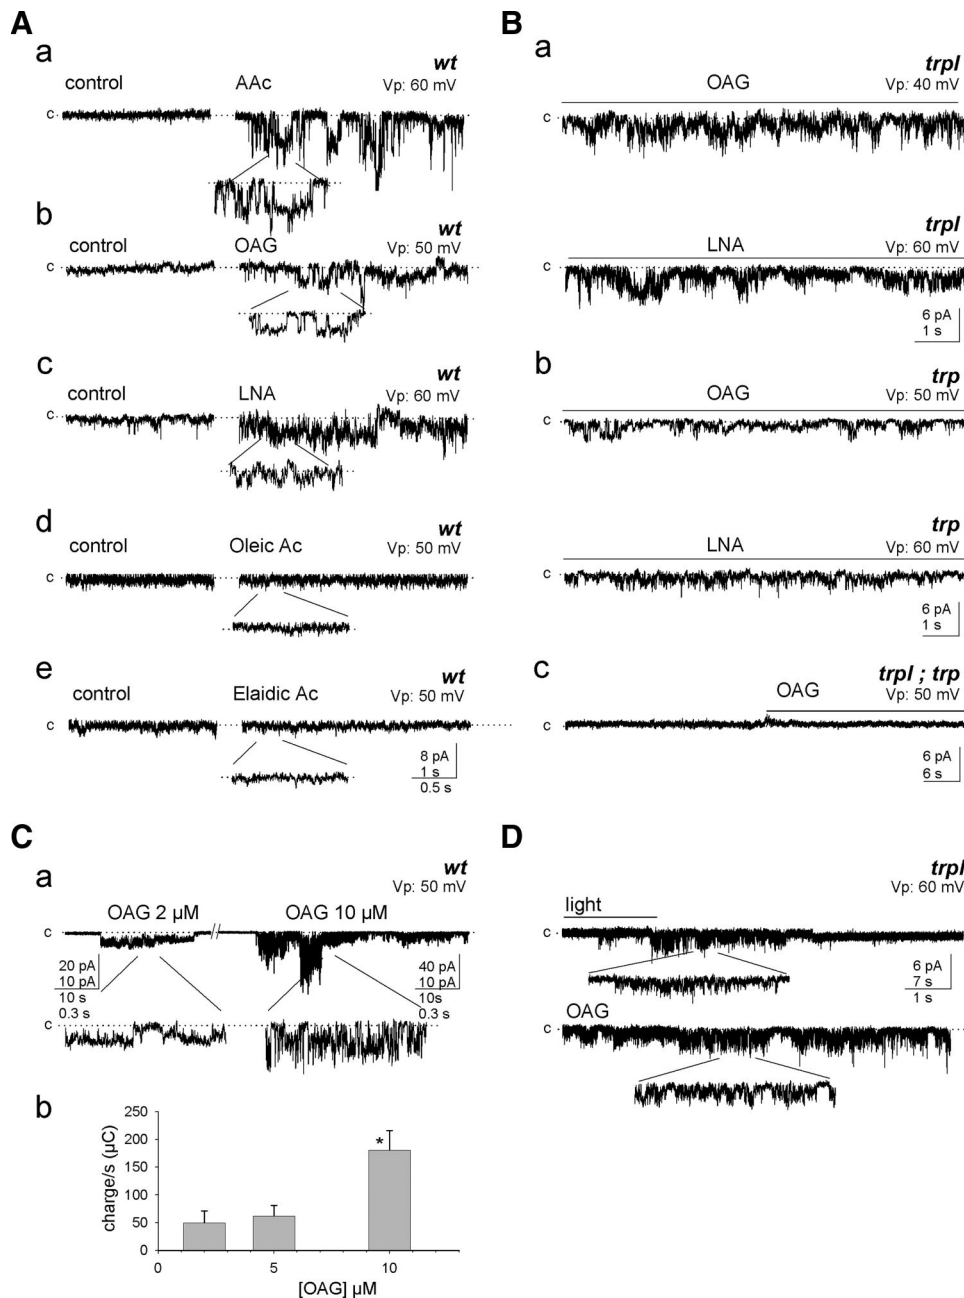 A
a
wt
control
AAc
Vp: 60 mV
c
b
wt
control
OAG
Vp: 50 mV
c
c
wt
control
LNA
Vp: 60 mV
c
d
wt
control
Oleic Ac
Vp: 50 mV
c
e
wt
control
Elaidic Ac
Vp: 50 mV
c
8 pA
1 s
0.5 s
B
a
trpl
OAG
Vp: 40 mV
c
trpl
LNA
Vp: 60 mV
c
6 pA
1 s
b
trp
OAG
Vp: 50 mV
c
trp
LNA
Vp: 60 mV
c
6 pA
1 s
c
trpl ; trp
OAG
Vp: 50 mV
c
6 pA
6 s
C
a
wt
Vp: 50 mV
OAG 2 µM
OAG 10 µM
c
20 pA
10 pA
10 s
0.3 s
40 pA
10 pA
10s
0.3 s
c
b
charge/s (µC)
250
200
150
100
50
0
*
0
5
10
[OAG] µM
D
trpl
Vp: 60 mV
light
c
6 pA
7 s
1 s
OAG
c